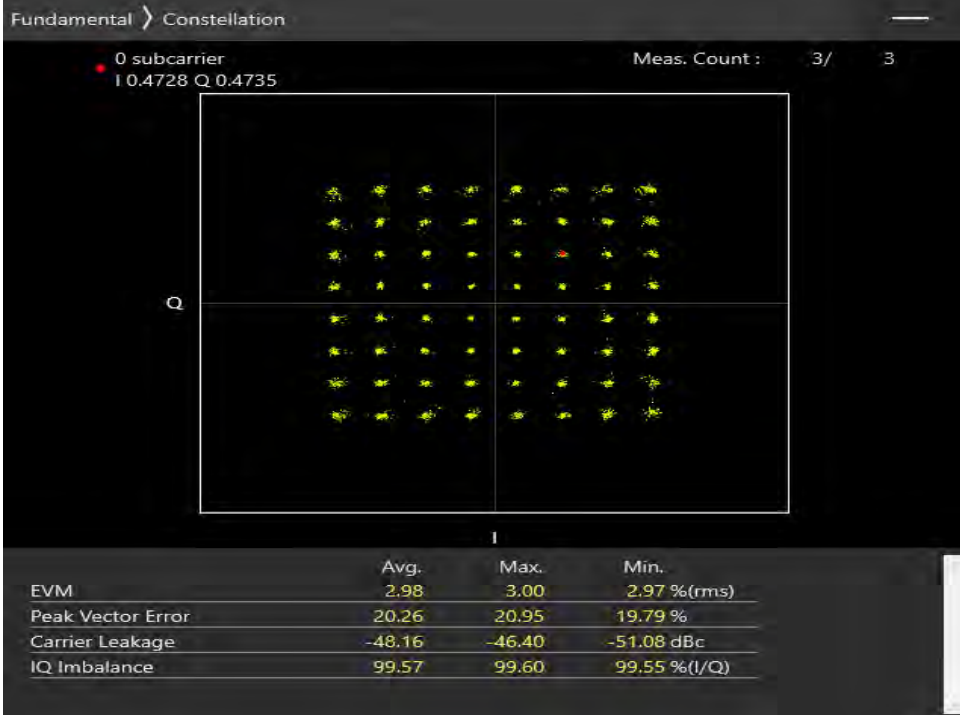 Fundamental 〉 Constellation
0 subcarrier
I 0.4728 Q 0.4735
Meas. Count : 3/ 3
Q
I
Avg. Max. Min.
EVM 2.98 3.00 2.97 %(rms)
Peak Vector Error 20.26 20.95 19.79 %
Carrier Leakage -48.16 -46.40 -51.08 dBc
IQ Imbalance 99.57 99.60 99.55 %(I/Q)